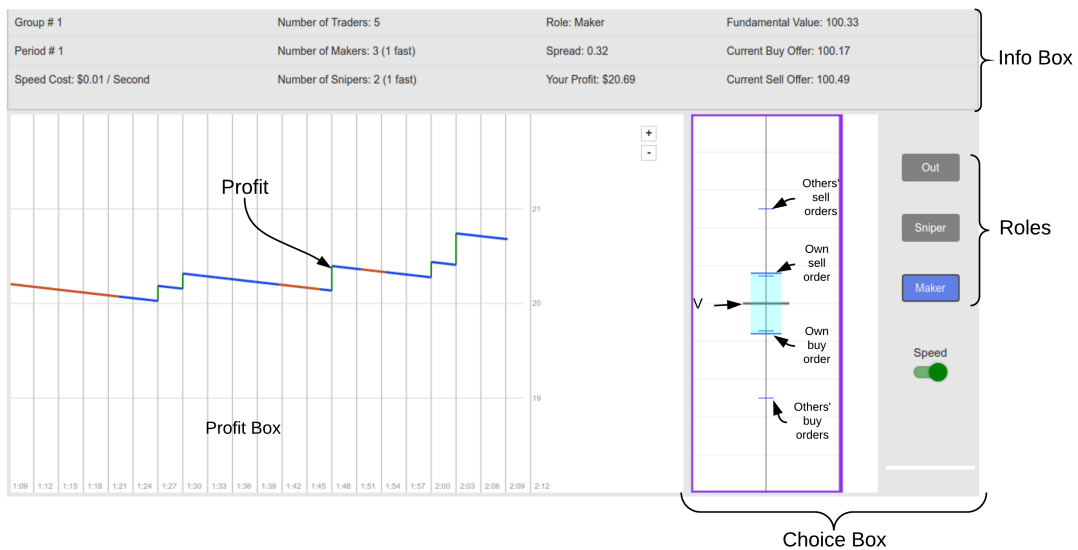 Group # 1 Number of Traders: 5 Role: Maker Fundamental Value: 100.33
Period # 1 Number of Makers: 3 (1 fast) Spread: 0.32 Current Buy Offer: 100.17
Speed Cost: $0.01 / Second Number of Snipers: 2 (1 fast) Your Profit: $20.69 Current Sell Offer: 100.49
Info Box
+
-
Profit
21
20
19
Profit Box
1:09 1:12 1:15 1:18 1:21 1:24 1:27 1:30 1:33 1:36 1:39 1:42 1:45 1:48 1:51 1:54 1:57 2:00 2:03 2:06 2:09 2:12
Others'
sell
orders
Own
sell
order
V
Own
buy
order
Others'
buy
orders
Out
Sniper
Maker
Roles
Speed
Choice Box